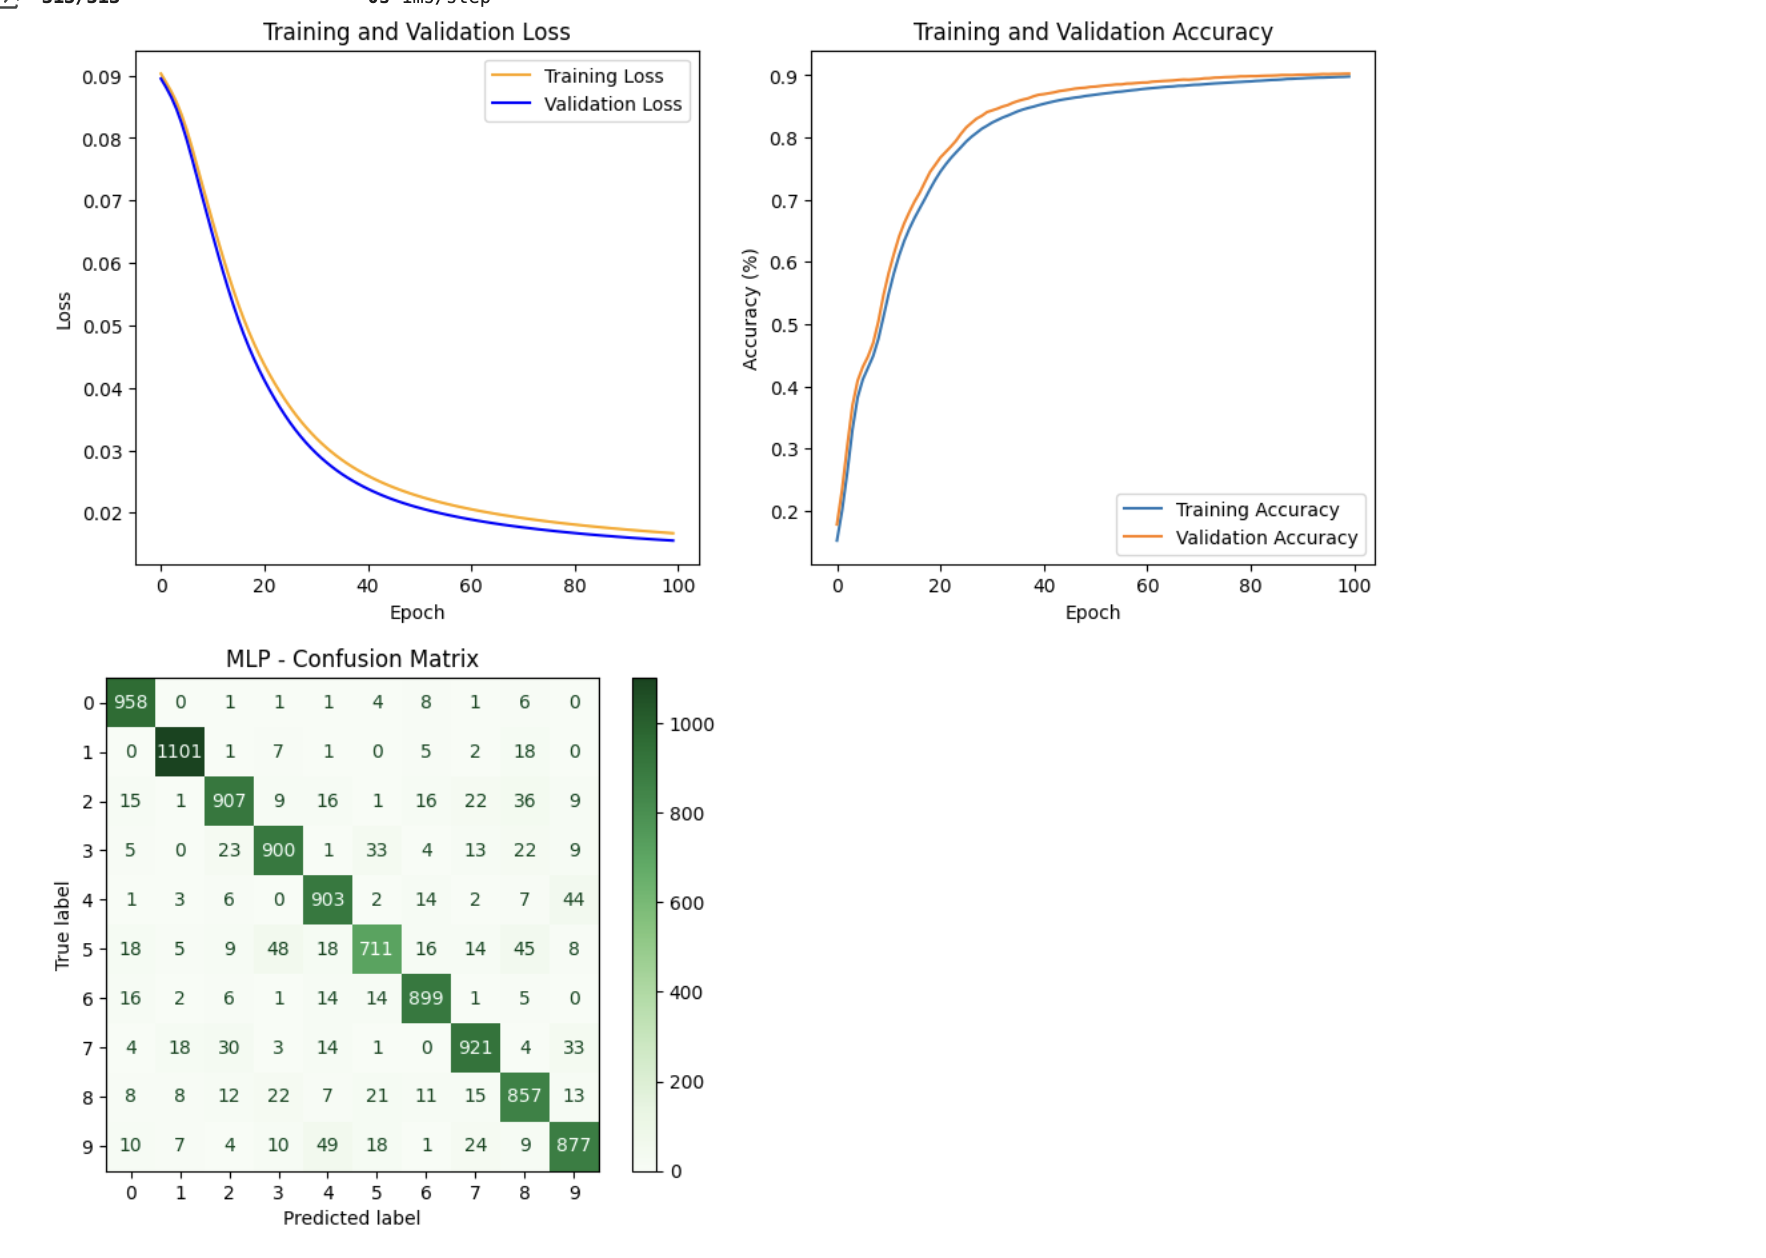 Training and Validation Loss
0.09
0.08
0.07
0.06
0.05
0.04
0.03
0.02
Loss
0 20 40 60 80 100
Epoch
Training Loss
Validation Loss
Training and Validation Accuracy
0.9
0.8
0.7
0.6
0.5
0.4
0.3
0.2
Accuracy (%)
0 20 40 60 80 100
Epoch
Training Accuracy
Validation Accuracy
MLP - Confusion Matrix
True label
0 958 0 1 1 1 4 8 1 6 0
1 0 1101 1 7 1 0 5 2 18 0
2 15 1 907 9 16 1 16 22 36 9
3 5 0 23 900 1 33 4 13 22 9
4 1 3 6 0 903 2 14 2 7 44
5 18 5 9 48 18 711 16 14 45 8
6 16 2 6 1 14 14 899 1 5 0
7 4 18 30 3 14 1 0 921 4 33
8 8 8 12 22 7 21 11 15 857 13
9 10 7 4 10 49 18 1 24 9 877
0 1 2 3 4 5 6 7 8 9
Predicted label
1000
800
600
400
200
0